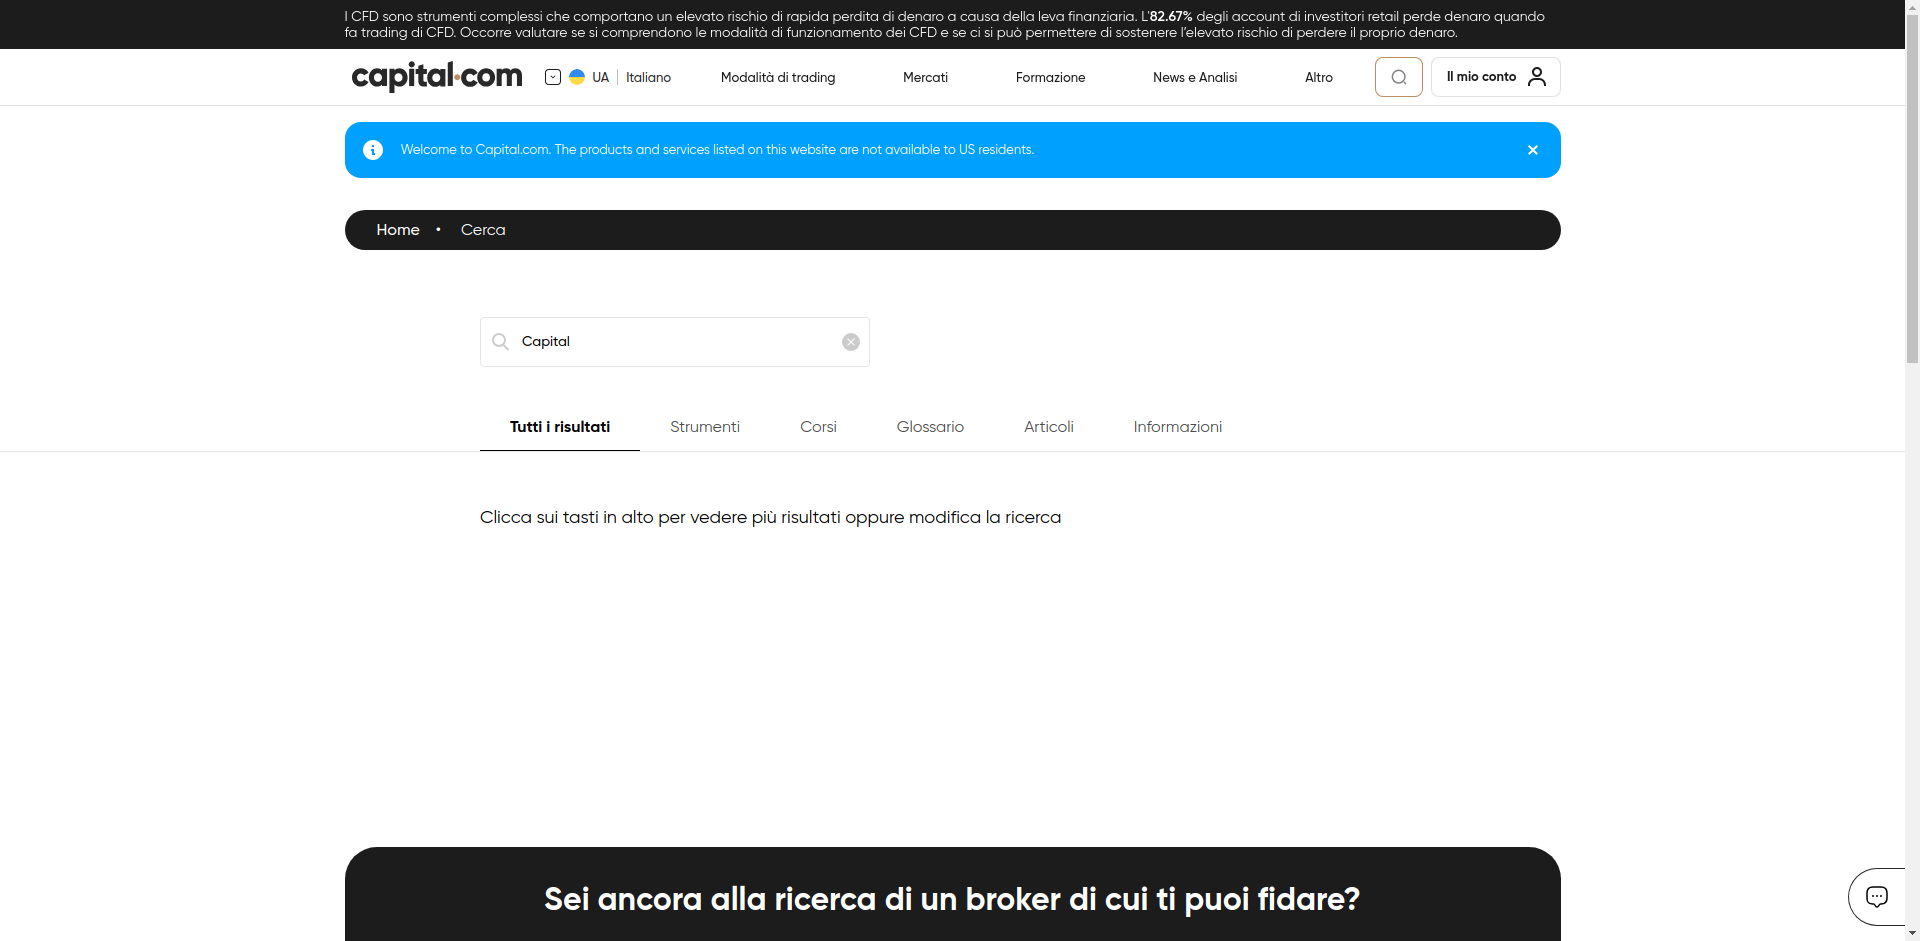 I CFD sono strumenti complessi che comportano un elevato rischio di rapida perdita di denaro a causa della leva finanziaria. L'82.67% degli account di investitori retail perde denaro quando
fa trading di CFD. Occorre valutare se si comprendono le modalità di funzionamento dei CFD e se ci si può permettere di sostenere l'elevato rischio di perdere il proprio denaro.
capital.com UA Italiano Modalità di trading Mercati Formazione News e Analisi Altro Il mio conto
Welcome to Capital.com. The products and services listed on this website are not available to US residents.
Home • Cerca
Capital
Tutti i risultati Strumenti Corsi Glossario Articoli Informazioni
Clicca sui tasti in alto per vedere più risultati oppure modifica la ricerca
Sei ancora alla ricerca di un broker di cui ti puoi fidare?